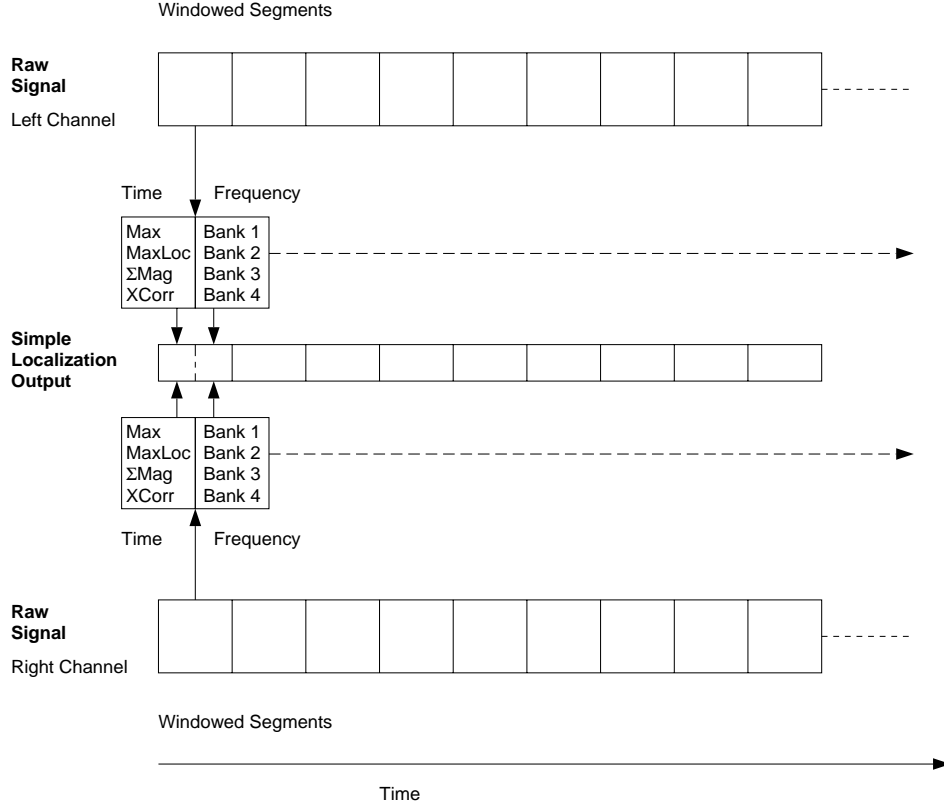 Windowed Segments
Raw
Signal
Left Channel
Time Frequency
Max Bank 1
MaxLoc Bank 2
ΣMag Bank 3
XCorr Bank 4
Simple
Localization
Output
Max Bank 1
MaxLoc Bank 2
ΣMag Bank 3
XCorr Bank 4
Time Frequency
Raw
Signal
Right Channel
Windowed Segments
Time